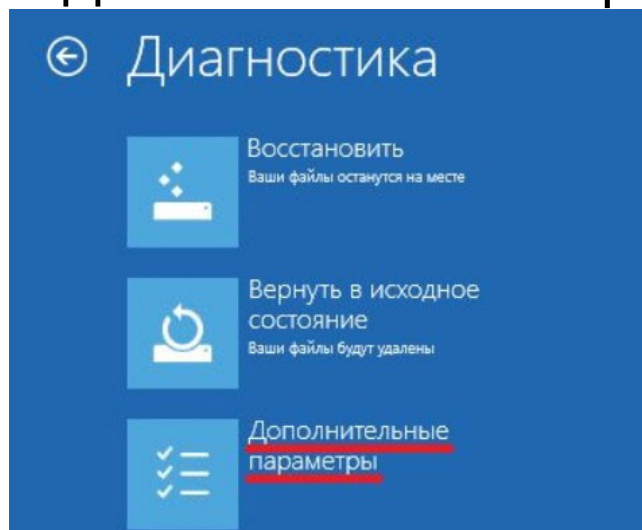 Диагностика
Восстановить
Ваши файлы останутся на месте
Вернуть в исходное
состояние
Ваши файлы будут удалены
Дополнительные
параметры